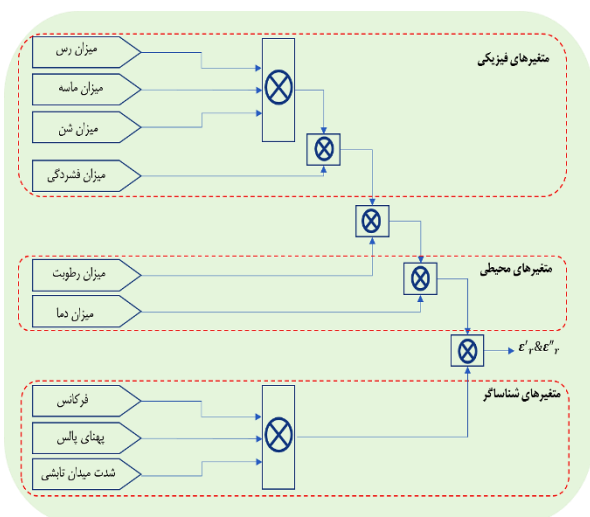 متغیرهای فیزیکی
میزان رس
میزان ماسه
میزان شن
میزان فشردگی
متغیرهای محیطی
میزان رطوبت
میزان دما
ε′r&ε″r
متغیرهای شناساگر
فرکانس
پهنای پالس
شدت میدان تابشی